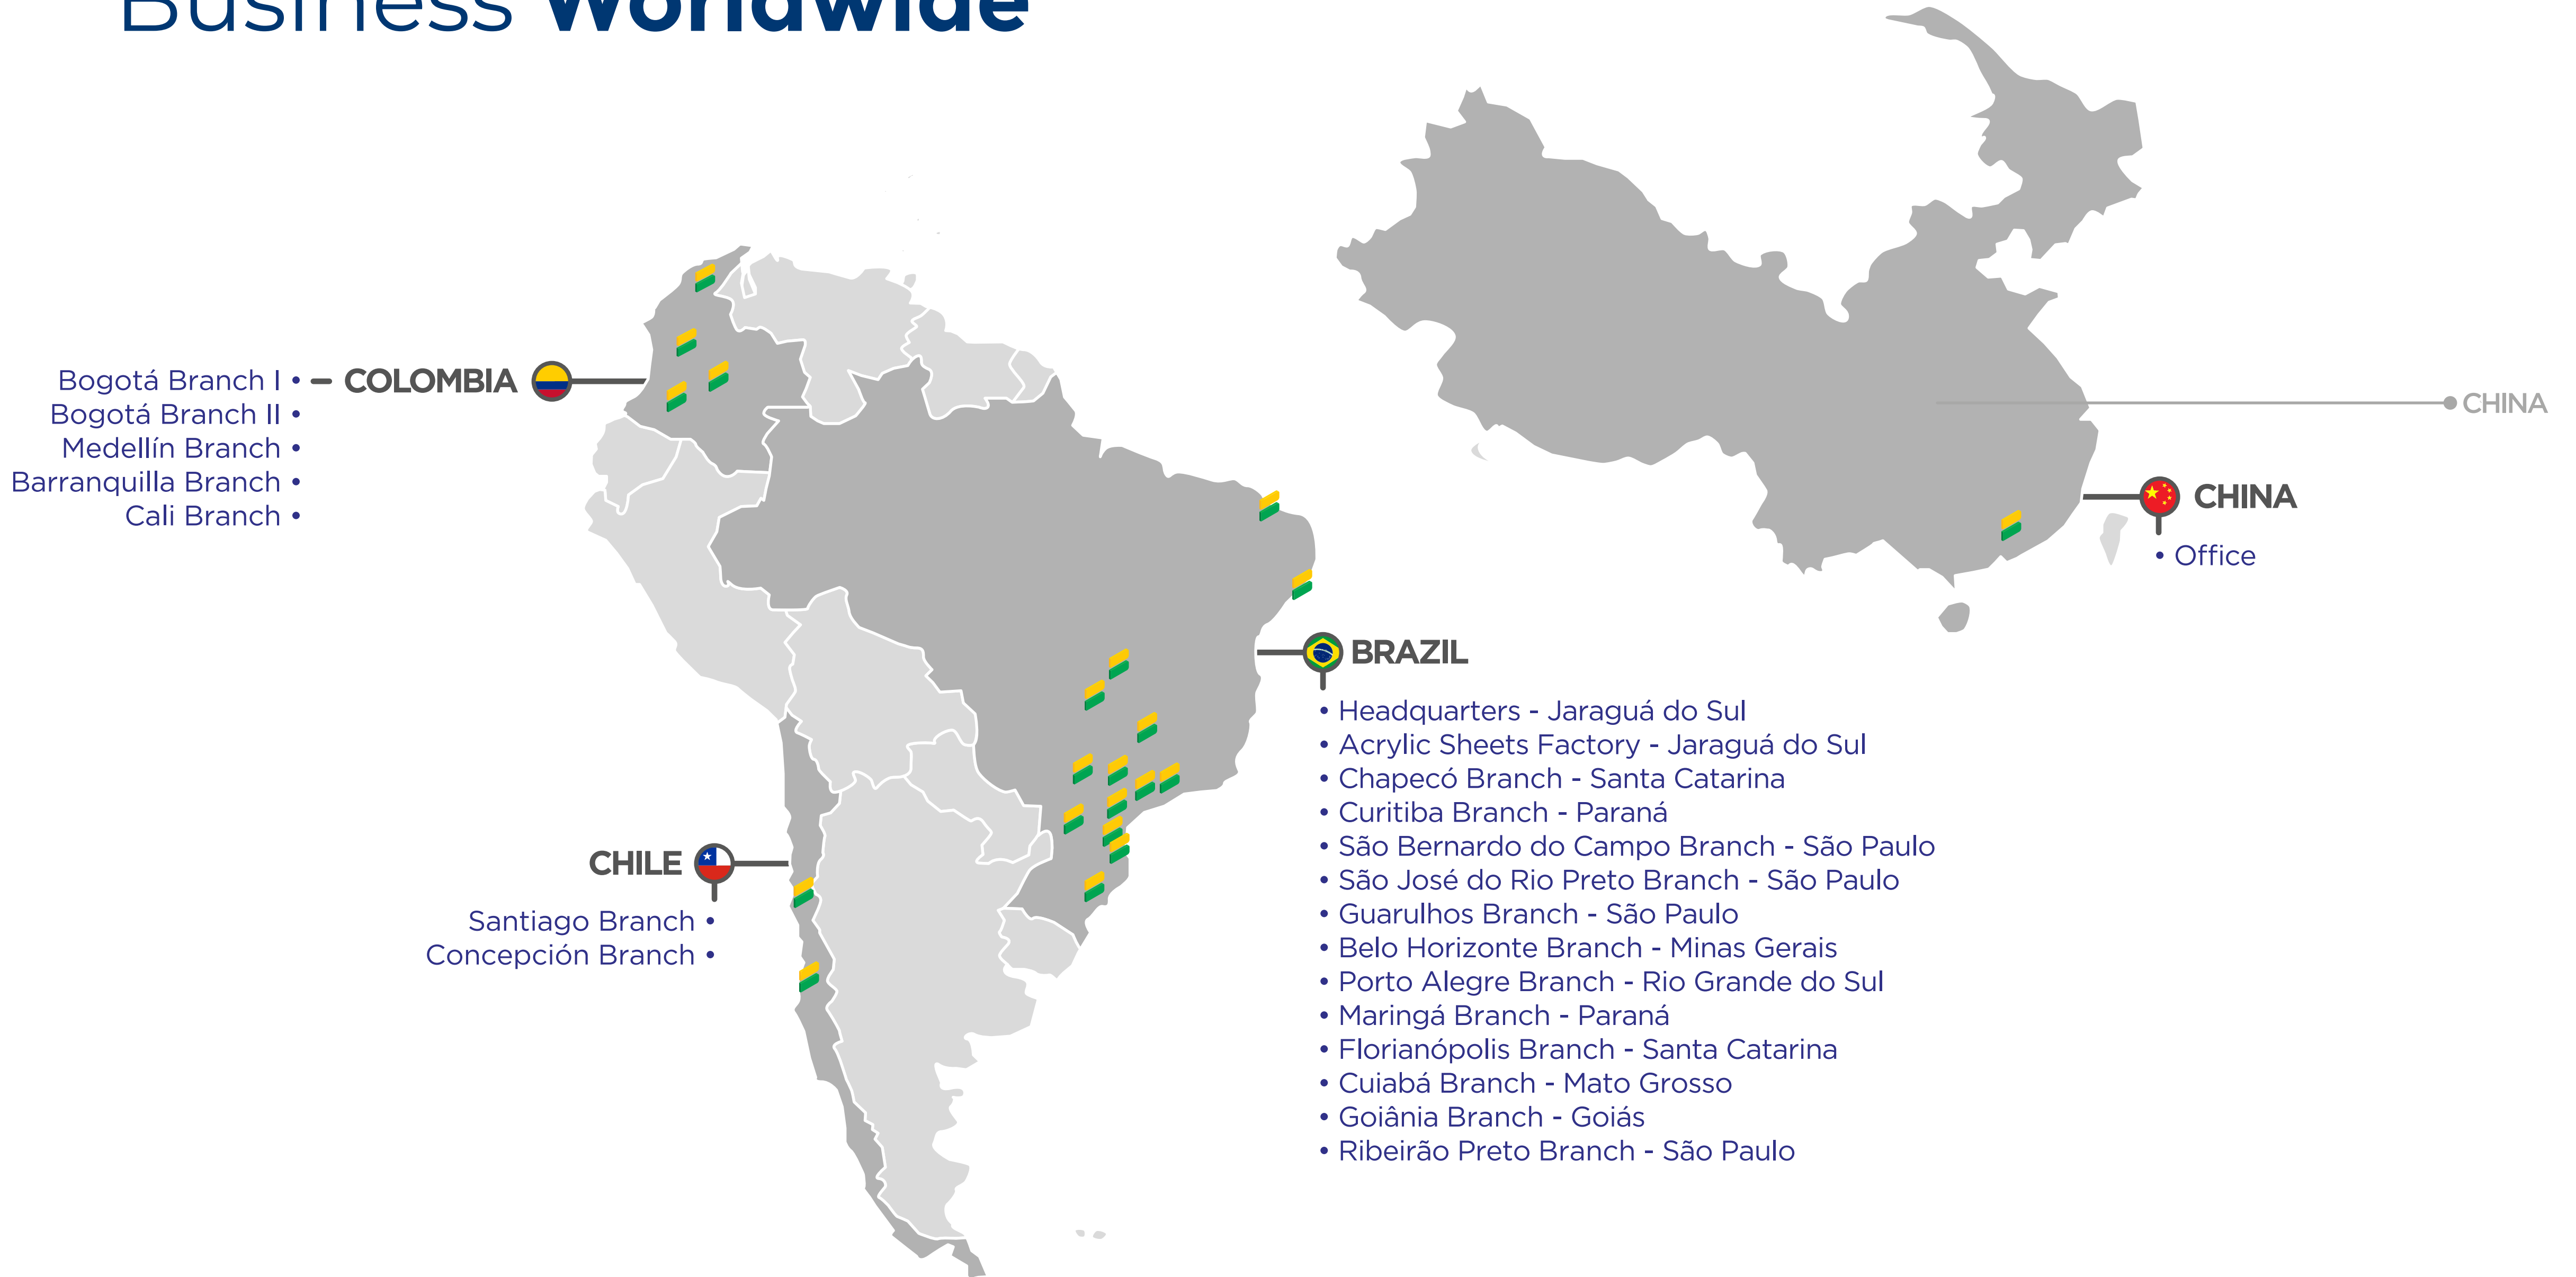 Business Worldwide
COLOMBIA
Bogotá Branch I •
Bogotá Branch II •
Medellín Branch •
Barranquilla Branch •
Cali Branch •
CHINA
CHINA
• Office
BRAZIL
• Headquarters - Jaraguá do Sul
• Acrylic Sheets Factory - Jaraguá do Sul
• Chapecó Branch - Santa Catarina
• Curitiba Branch - Paraná
• São Bernardo do Campo Branch - São Paulo
• São José do Rio Preto Branch - São Paulo
• Guarulhos Branch - São Paulo
• Belo Horizonte Branch - Minas Gerais
• Porto Alegre Branch - Rio Grande do Sul
• Maringá Branch - Paraná
• Florianópolis Branch - Santa Catarina
• Cuiabá Branch - Mato Grosso
• Goiânia Branch - Goiás
• Ribeirão Preto Branch - São Paulo
CHILE
Santiago Branch •
Concepción Branch •